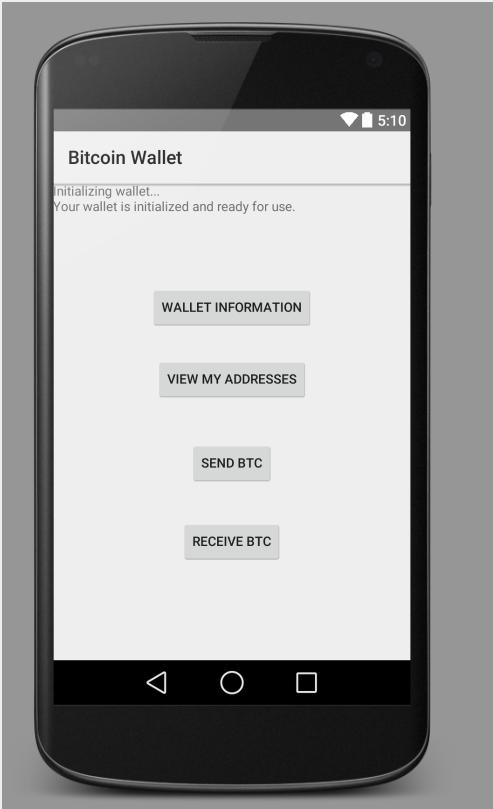 5:10
Bitcoin Wallet
Initializing wallet...
Your wallet is initialized and ready for use.
WALLET INFORMATION
VIEW MY ADDRESSES
SEND BTC
RECEIVE BTC